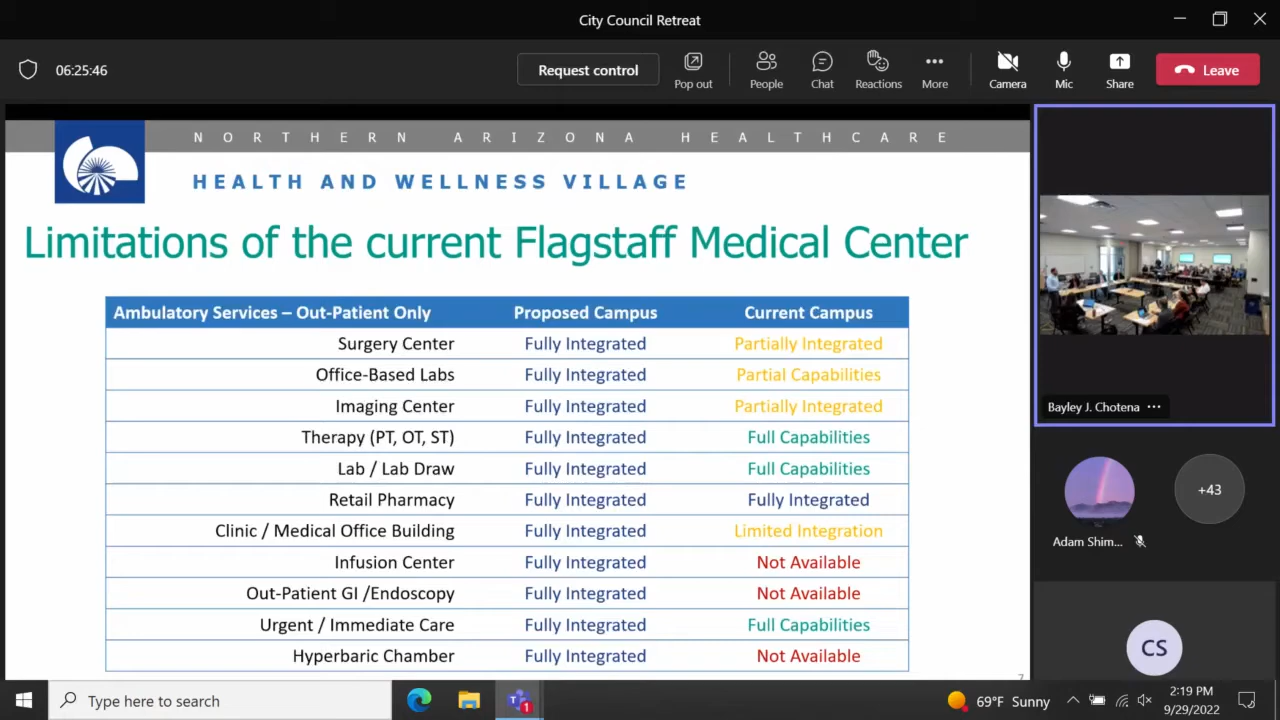 City Council Retreat
06:25:46
Request control
Pop out
People
Chat
Reactions
More
Camera
Mic
Share
Leave
NORTHERN ARIZONA HEALTHCARE
HEALTH AND WELLNESS VILLAGE
Limitations of the current Flagstaff Medical Center
Ambulatory Services – Out-Patient Only Proposed Campus Current Campus
Surgery Center Fully Integrated Partially Integrated
Office-Based Labs Fully Integrated Partial Capabilities
Imaging Center Fully Integrated Partially Integrated
Therapy (PT, OT, ST) Fully Integrated Full Capabilities
Lab / Lab Draw Fully Integrated Full Capabilities
Retail Pharmacy Fully Integrated Fully Integrated
Clinic / Medical Office Building Fully Integrated Limited Integration
Infusion Center Fully Integrated Not Available
Out-Patient GI /Endoscopy Fully Integrated Not Available
Urgent / Immediate Care Fully Integrated Full Capabilities
Hyperbaric Chamber Fully Integrated Not Available
7
Bayley J. Chotena ...
Adam Shim...
+43
CS
Type here to search
1
69°F Sunny
2:19 PM
9/29/2022